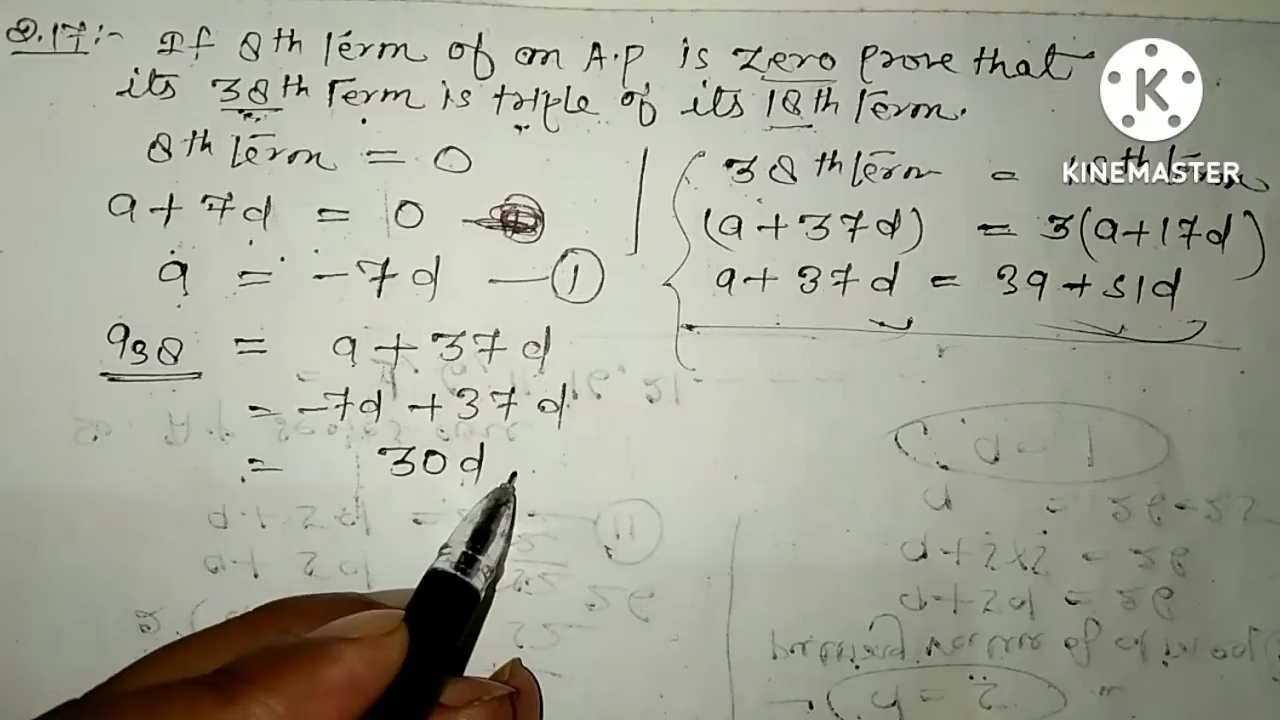 Q.17:- If 8th term of an A.P is zero prove that
its 38th Term is triple of its 18th Term.
8th term = 0
a + 7d = 0
a = -7d — ①
a38 = a + 37d
= -7d + 37d
= 30d
38th term = 18th term
(a + 37d) = 3(a+17d)
a + 37d = 3a + 51d
K
KINEMASTER